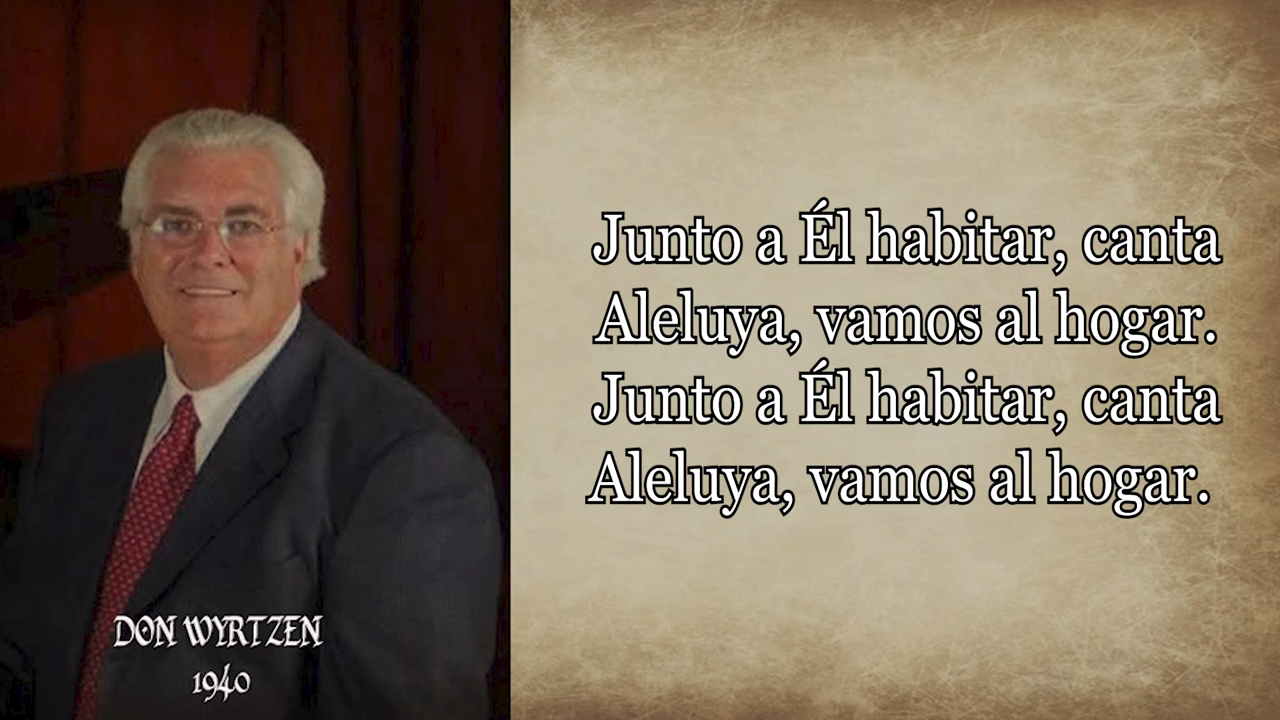 Junto a Él habitar, canta
Aleluya, vamos al hogar.
Junto a Él habitar, canta
Aleluya, vamos al hogar.
DON WYRTZEN
1940